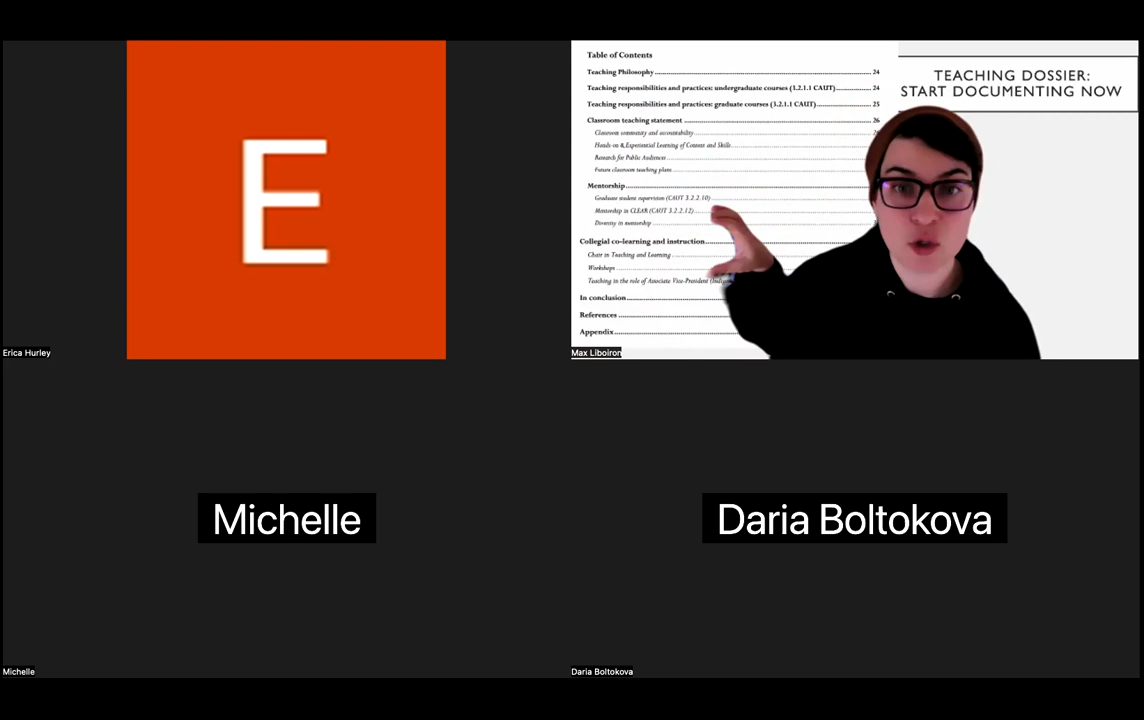 E
Erica Hurley
Table of Contents
Teaching Philosophy 24
Teaching responsibilities and practices: undergraduate courses (3.2.1.1 CAUT) 24
Teaching responsibilities and practices: graduate courses (3.2.1.1 CAUT) 25
Classroom teaching statement 26
Classroom community and accountability
Hands-on & Experiential Learning of Content and Skills
Research for Public Audiences
Future classroom teaching plans
Mentorship
Graduate student supervision (CAUT 3.2.2.10)
Mentorship in CLEAR (CAUT 3.2.2.12)
Diversity in mentorship
Collegial co-learning and instruction
Chair in Teaching and Learning
Workshops
Teaching in the role of Associate Vice-President
In conclusion
References
Appendix
TEACHING DOSSIER:
START DOCUMENTING NOW
Max Liboiron
Michelle
Michelle
Daria Boltokova
Daria Boltokova